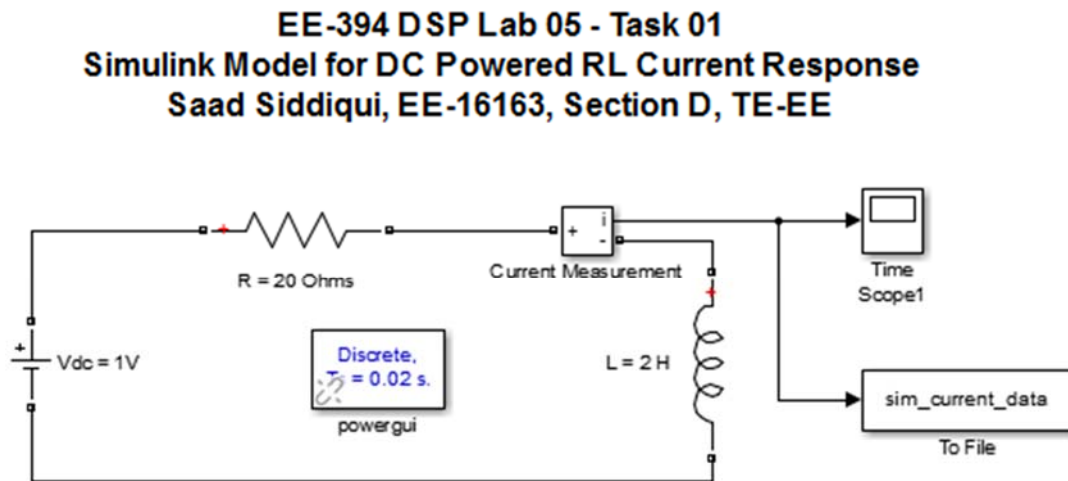 EE-394 DSP Lab 05 - Task 01
Simulink Model for DC Powered RL Current Response
Saad Siddiqui, EE-16163, Section D, TE-EE
i
+
-
Current Measurement
R = 20 Ohms
Time
Scope1
+
Vdc = 1V
Discrete,
= 0.02 s.
powergui
L = 2 H
sim_current_data
To File